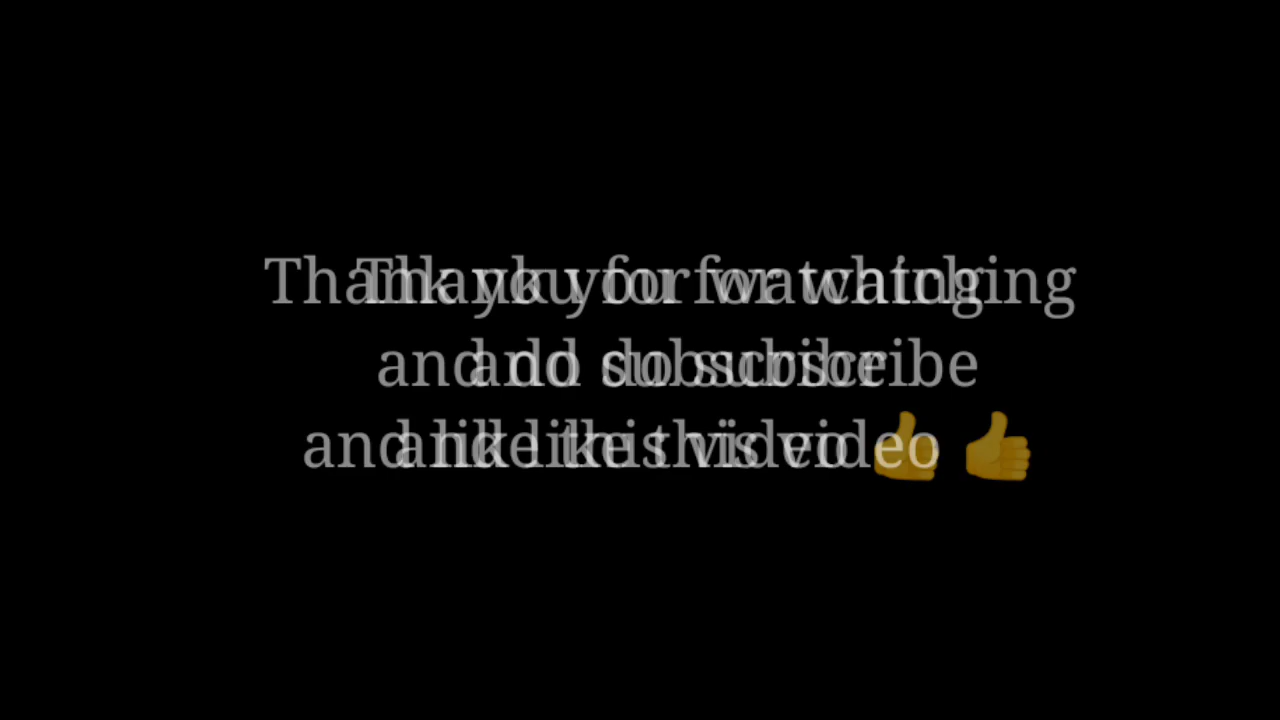 Thank you for watching
and do subscribe
and like this video 👍